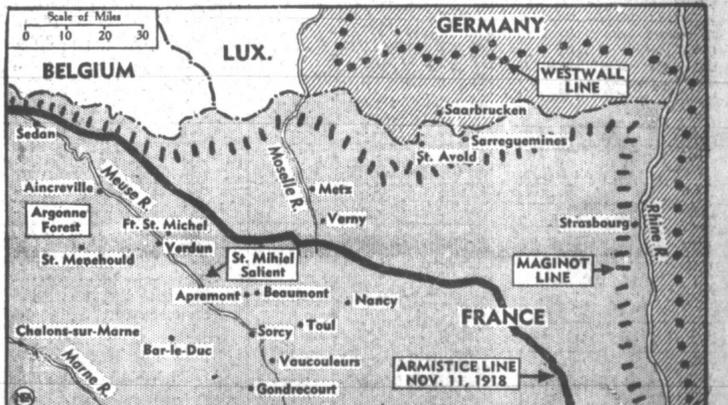 Scale of Miles
0 10 20 30
GERMANY
BELGIUM
LUX.
WESTWALL
LINE
Saarbrucken
Sedan
Sarreguemines
St. Avold
Meuse R.
Moselle R.
Aincreville
Metz
Argonne
Forest
Ft. St. Michel
Verny
Strasbourg
Rhine R.
Verdun
St. Menehould
St. Mihiel
Salient
MAGINOT
LINE
Apremont
Beaumont
Nancy
FRANCE
Chalons-sur-Marne
Sorcy
Toul
Bar-le-Duc
Marne R.
Vaucouleurs
ARMISTICE LINE
NOV. 11, 1918
Gondrecourt
NEA